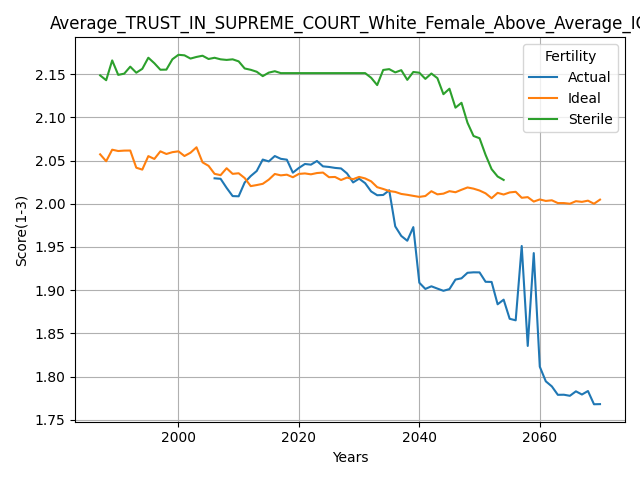 Average_TRUST_IN_SUPREME_COURT_White_Female_Above_Average_IQ
Fertility
Actual
Ideal
Sterile
Score(1-3)
2.15
2.10
2.05
2.00
1.95
1.90
1.85
1.80
1.75
2000 2020 2040 2060
Years